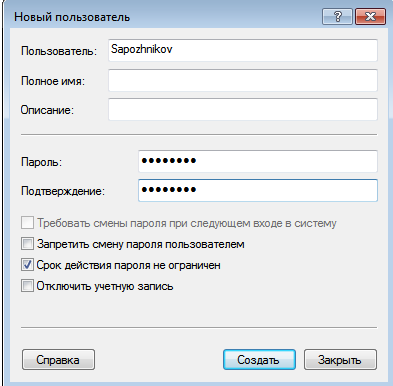 Новый пользователь
Пользователь: Sapozhnikov
Полное имя:
Описание:
Пароль: ••••••••
Подтверждение: ••••••••
Требовать смены пароля при следующем входе в систему
Запретить смену пароля пользователем
Срок действия пароля не ограничен
Отключить учетную запись
Справка Создать Закрыть